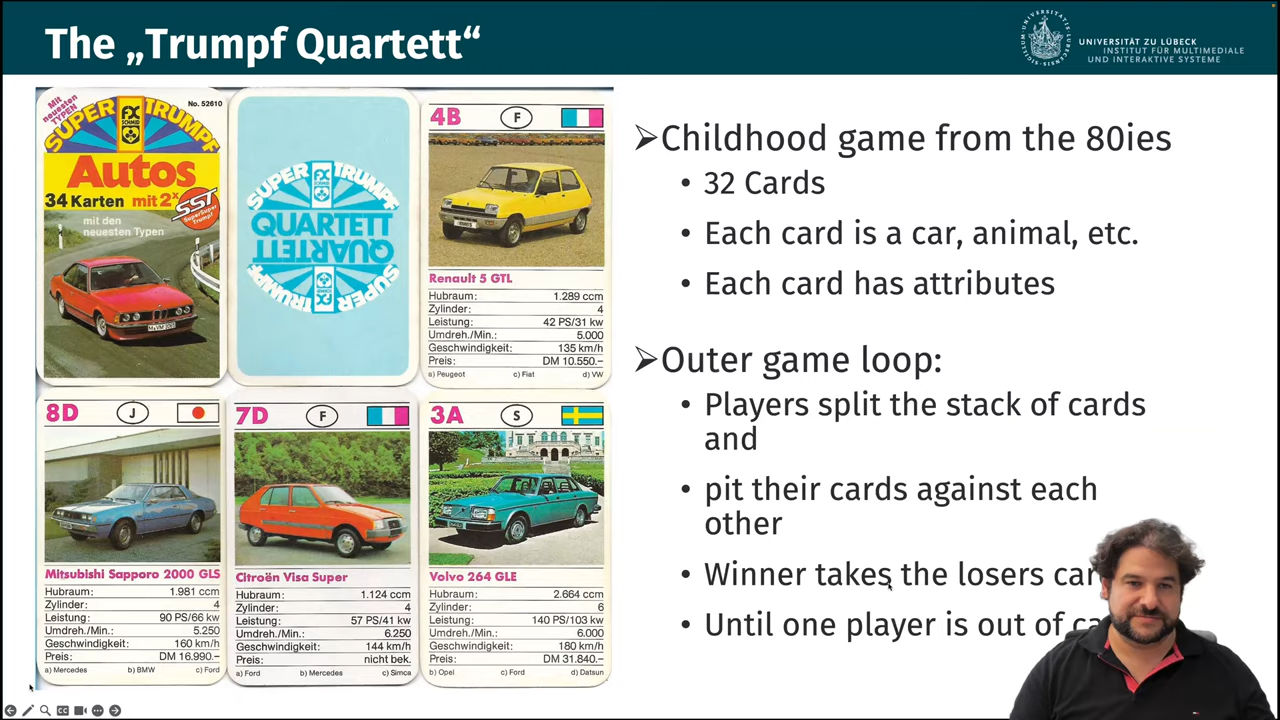 The „Trumpf Quartett“
UNIVERSITÄT ZU LÜBECK
INSTITUT FÜR MULTIMEDIALE
UND INTERAKTIVE SYSTEME
Mit neuesten TYPEN
No. 52610
SUPER TRUMPF
FX SCHMID
Autos
34 Karten mit 2x
SST
SuperSuper Trumpf
mit den
neuesten Typen
SUPER TRUMPF
FX SCHMID
QUARTETT
QUARTETT
SUPER TRUMPF
FX SCHMID
4B
F
Renault 5 GTL
Hubraum: 1.289 ccm
Zylinder: 4
Leistung: 42 PS/31 kw
Umdreh./Min.: 5.000
Geschwindigkeit: 135 km/h
Preis: DM 10.550.–
a) Peugeot c) Fiat d) VW
8D
J
Mitsubishi Sapporo 2000 GLS
Hubraum: 1.981 ccm
Zylinder: 4
Leistung: 90 PS/66 kw
Umdreh./Min.: 5.250
Geschwindigkeit: 160 km/h
Preis: DM 16.990.–
a) Mercedes b) BMW c) Ford
7D
F
Citroën Visa Super
Hubraum: 1.124 ccm
Zylinder: 4
Leistung: 57 PS/41 kw
Umdreh./Min.: 6.250
Geschwindigkeit: 144 km/h
Preis: nicht bek.
a) Ford b) Mercedes c) Simca
3A
S
Volvo 264 GLE
Hubraum: 2.664 ccm
Zylinder: 6
Leistung: 140 PS/103 kw
Umdreh./Min.: 6.000
Geschwindigkeit: 180 km/h
Preis: DM 31.840.–
b) Opel c) Ford d) Datsun
➢Childhood game from the 80ies
• 32 Cards
• Each card is a car, animal, etc.
• Each card has attributes
➢Outer game loop:
• Players split the stack of cards
and
• pit their cards against each
other
• Winner takes the losers
• Until one player is out of